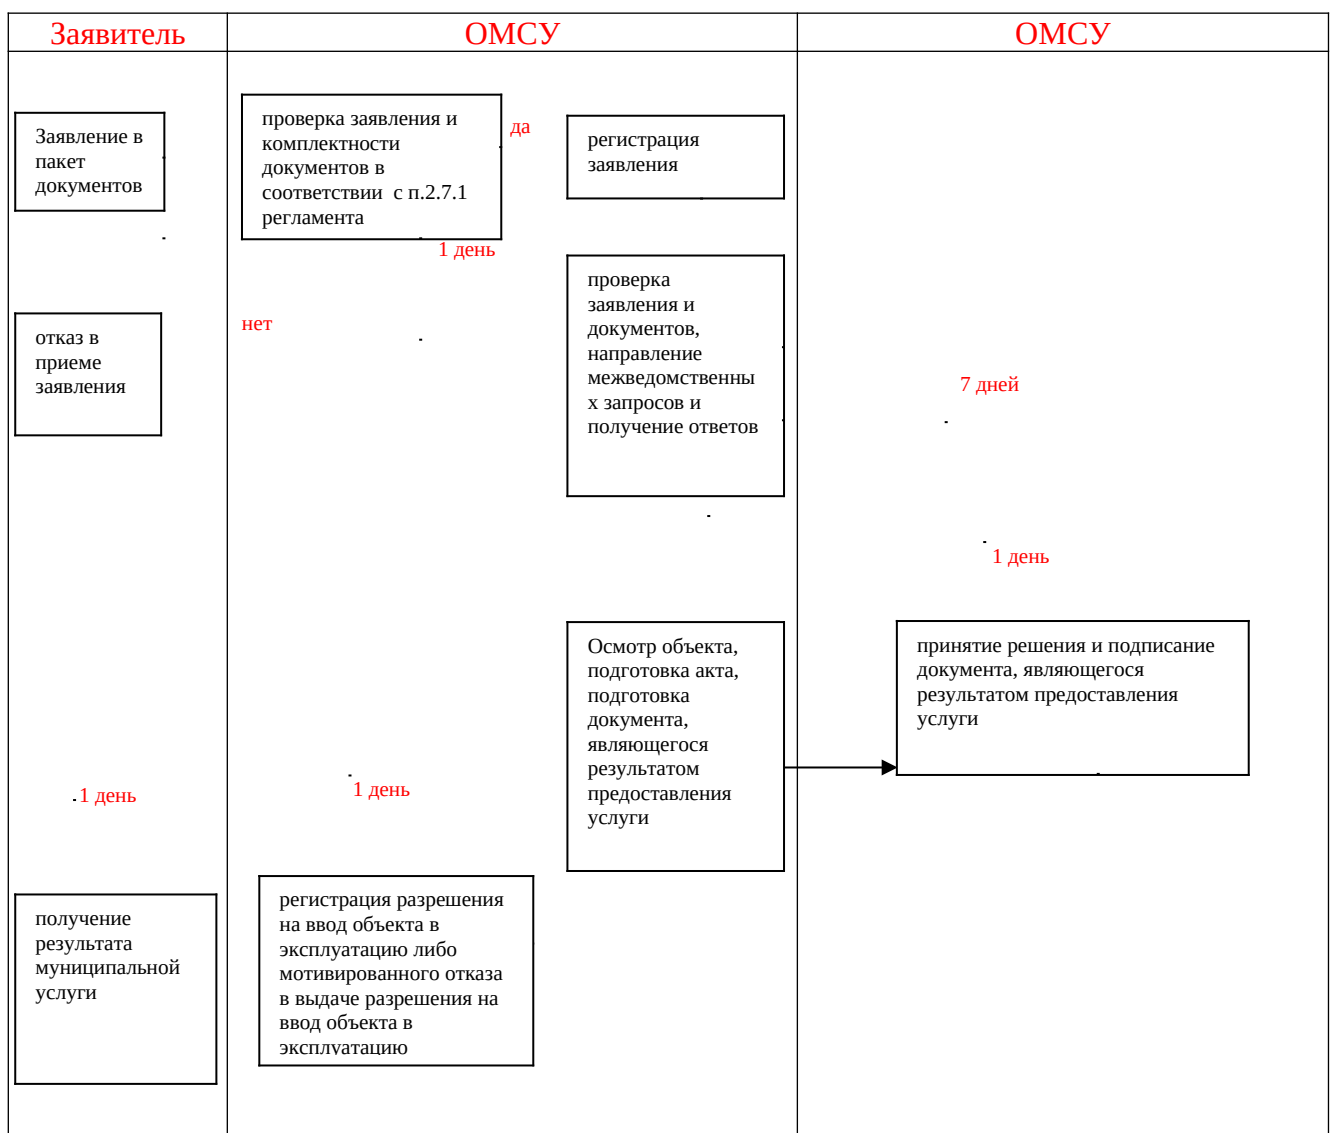 Заявитель
ОМСУ
ОМСУ
Заявление в
пакет
документов
проверка заявления и
комплектности
документов в
соответствии с п.2.7.1
регламента
да
регистрация
заявления
1 день
отказ в
приеме
заявления
нет
проверка
заявления и
документов,
направление
межведомственны
х запросов и
получение ответов
7 дней
1 день
Осмотр объекта,
подготовка акта,
подготовка
документа,
являющегося
результатом
предоставления
услуги
принятие решения и подписание
документа, являющегося
результатом предоставления
услуги
1 день
1 день
получение
результата
муниципальной
услуги
регистрация разрешения
на ввод объекта в
эксплуатацию либо
мотивированного отказа
в выдаче разрешения на
ввод объекта в
эксплуатацию